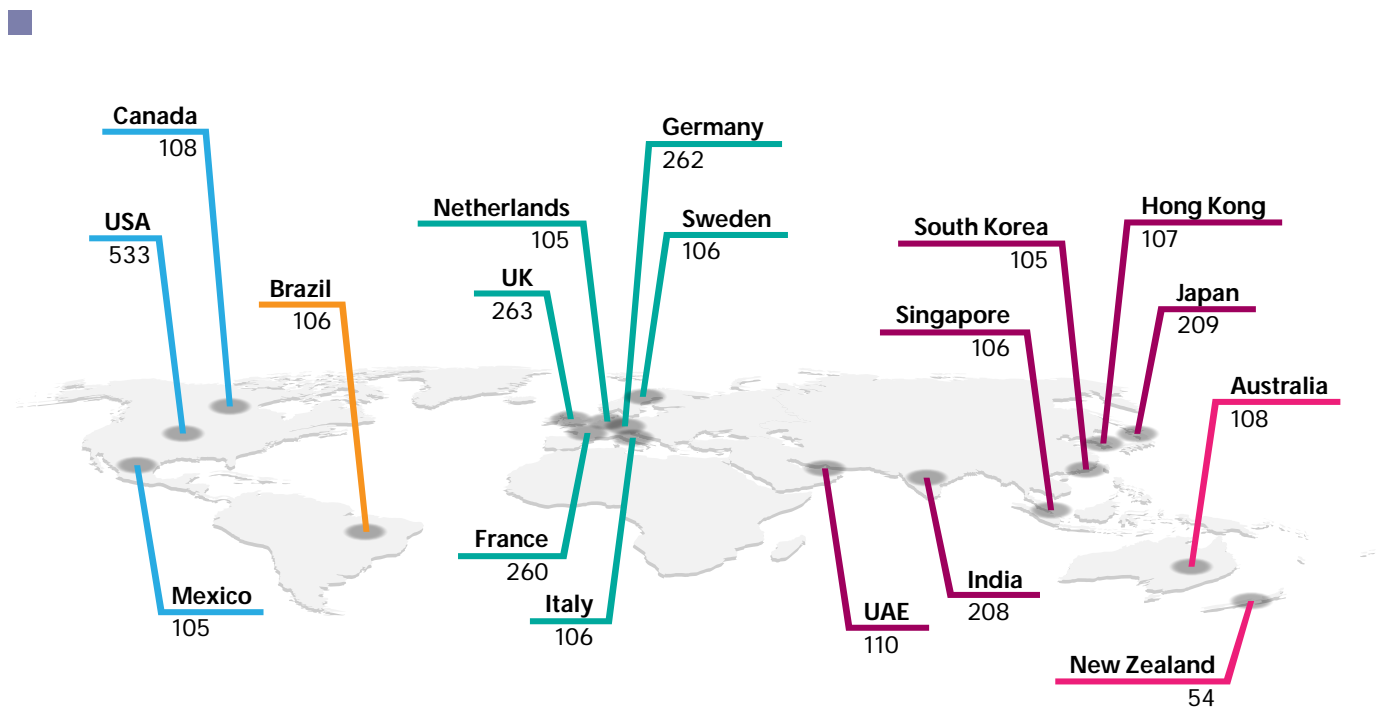 Canada
108
USA
533
Brazil
106
Mexico
105
Germany
262
Netherlands
105
Sweden
106
UK
263
France
260
Italy
106
South Korea
105
Hong Kong
107
Singapore
106
Japan
209
India
208
UAE
110
Australia
108
New Zealand
54